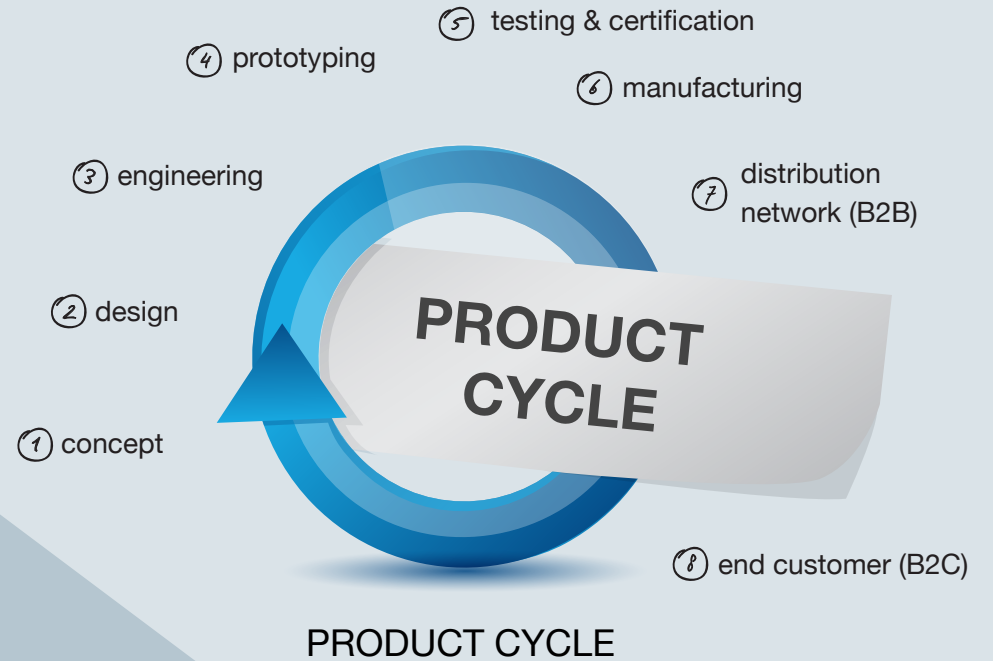 5 testing & certification
4 prototyping
6 manufacturing
3 engineering
7 distribution
network (B2B)
2 design
PRODUCT
CYCLE
1 concept
8 end customer (B2C)
PRODUCT CYCLE